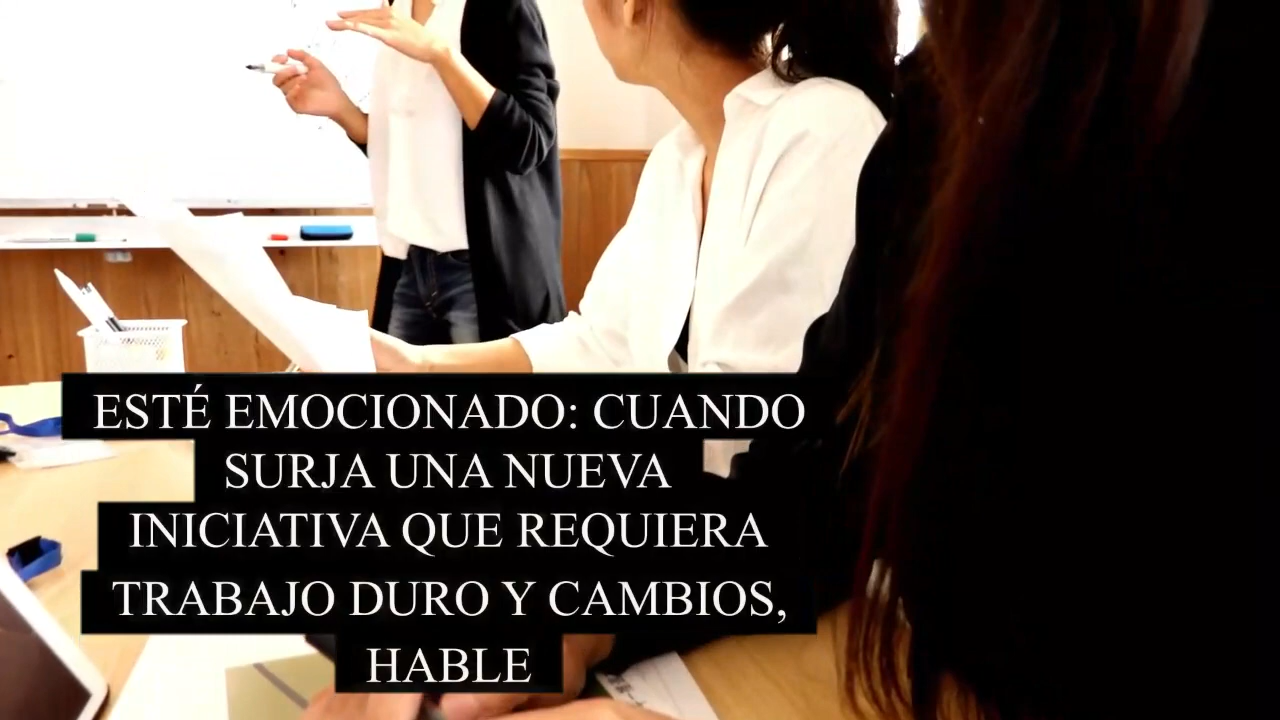 ESTÉ EMOCIONADO: CUANDO
SURJA UNA NUEVA
INICIATIVA QUE REQUIERA
TRABAJO DURO Y CAMBIOS,
HABLE